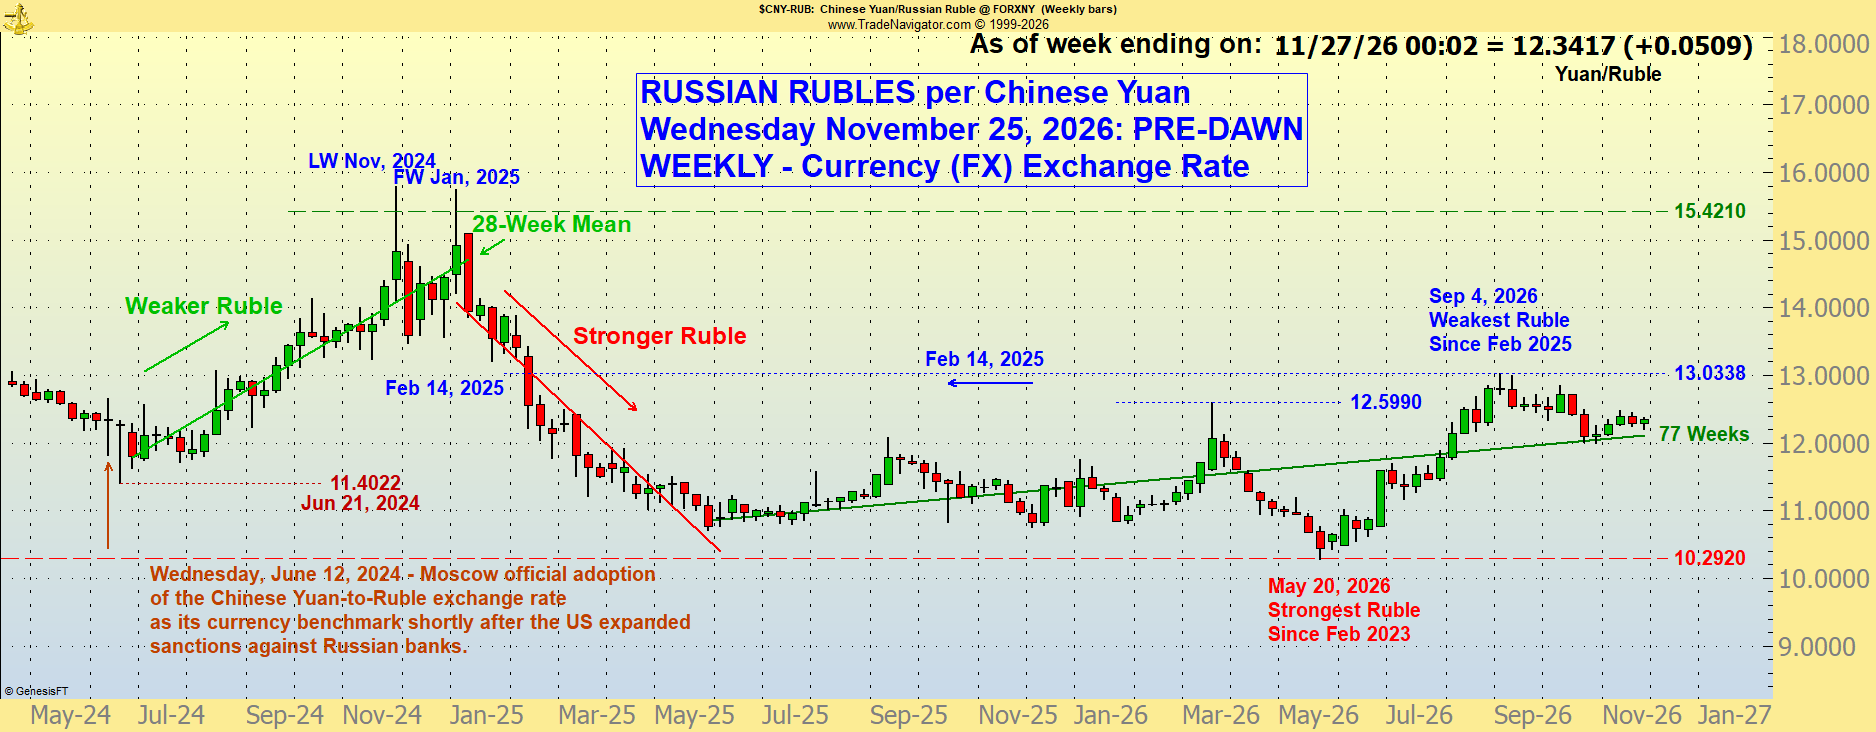 $CNY-RUB: Chinese Yuan/Russian Ruble @ FORXNY (Weekly bars)
www.TradeNavigator.com © 1999-2026
As of week ending on: 11/27/26 00:02 = 12.3417 (+0.0509)
Yuan/Ruble
RUSSIAN RUBLES per Chinese Yuan
Wednesday November 25, 2026: PRE-DAWN
WEEKLY - Currency (FX) Exchange Rate
LW Nov, 2024
FW Jan, 2025
28-Week Mean
Weaker Ruble
Stronger Ruble
Feb 14, 2025
Feb 14, 2025
Sep 4, 2026
Weakest Ruble
Since Feb 2025
15.4210
13.0338
12.5990
77 Weeks
11.4022
Jun 21, 2024
10.2920
Wednesday, June 12, 2024 - Moscow official adoption
of the Chinese Yuan-to-Ruble exchange rate
as its currency benchmark shortly after the US expanded
sanctions against Russian banks.
May 20, 2026
Strongest Ruble
Since Feb 2023
18.0000
17.0000
16.0000
15.0000
14.0000
13.0000
12.0000
11.0000
10.0000
9.0000
© GenesisFT
May-24 Jul-24 Sep-24 Nov-24 Jan-25 Mar-25 May-25 Jul-25 Sep-25 Nov-25 Jan-26 Mar-26 May-26 Jul-26 Sep-26 Nov-26 Jan-27